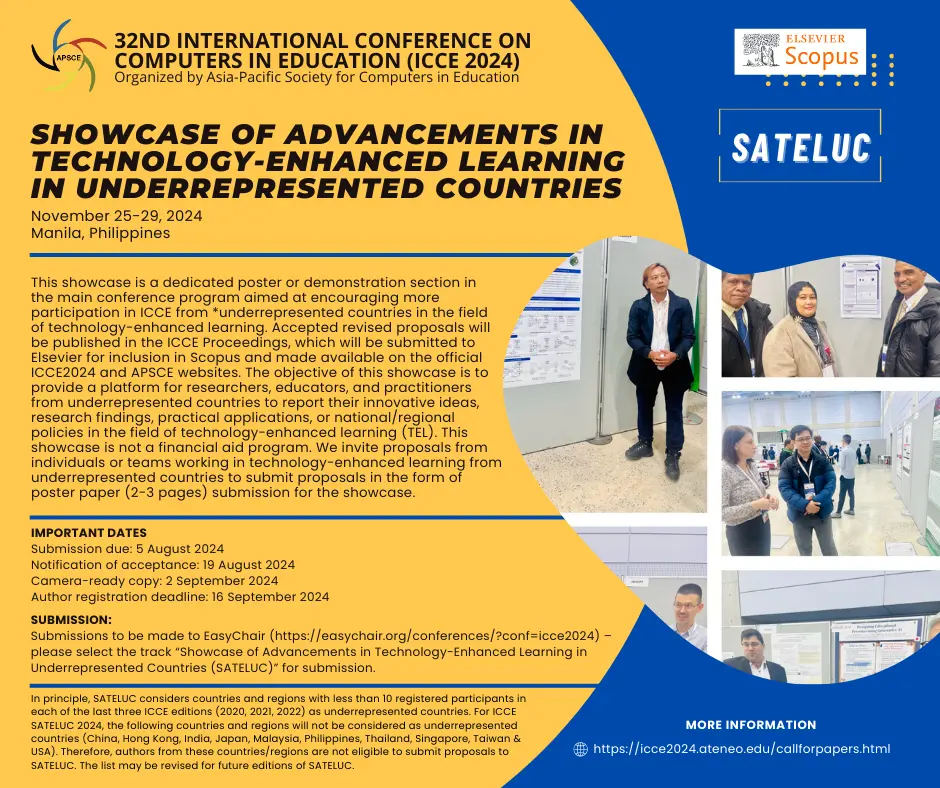 APSCE
32ND INTERNATIONAL CONFERENCE ON
COMPUTERS IN EDUCATION (ICCE 2024)
Organized by Asia-Pacific Society for Computers in Education
ELSEVIER
Scopus
SATELUC
SHOWCASE OF ADVANCEMENTS IN
TECHNOLOGY-ENHANCED LEARNING
IN UNDERREPRESENTED COUNTRIES
November 25-29, 2024
Manila, Philippines
This showcase is a dedicated poster or demonstration section in
the main conference program aimed at encouraging more
participation in ICCE from *underrepresented countries in the field
of technology-enhanced learning. Accepted revised proposals will
be published in the ICCE Proceedings, which will be submitted to
Elsevier for inclusion in Scopus and made available on the official
ICCE2024 and APSCE websites. The objective of this showcase is to
provide a platform for researchers, educators, and practitioners
from underrepresented countries to report their innovative ideas,
research findings, practical applications, or national/regional
policies in the field of technology-enhanced learning (TEL). This
showcase is not a financial aid program. We invite proposals from
individuals or teams working in technology-enhanced learning from
underrepresented countries to submit proposals in the form of
poster paper (2-3 pages) submission for the showcase.
IMPORTANT DATES
Submission due: 5 August 2024
Notification of acceptance: 19 August 2024
Camera-ready copy: 2 September 2024
Author registration deadline: 16 September 2024
SUBMISSION:
Submissions to be made to EasyChair (https://easychair.org/conferences/?conf=icce2024) –
please select the track “Showcase of Advancements in Technology-Enhanced Learning in
Underrepresented Countries (SATELUC)” for submission.
In principle, SATELUC considers countries and regions with less than 10 registered participants in
each of the last three ICCE editions (2020, 2021, 2022) as underrepresented countries. For ICCE
SATELUC 2024, the following countries and regions will not be considered as underrepresented
countries (China, Hong Kong, India, Japan, Malaysia, Philippines, Thailand, Singapore, Taiwan &
USA). Therefore, authors from these countries/regions are not eligible to submit proposals to
SATELUC. The list may be revised for future editions of SATELUC.
MORE INFORMATION
https://icce2024.ateneo.edu/callforpapers.html